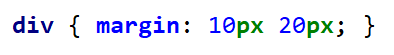 div { margin: 10px 20px; }